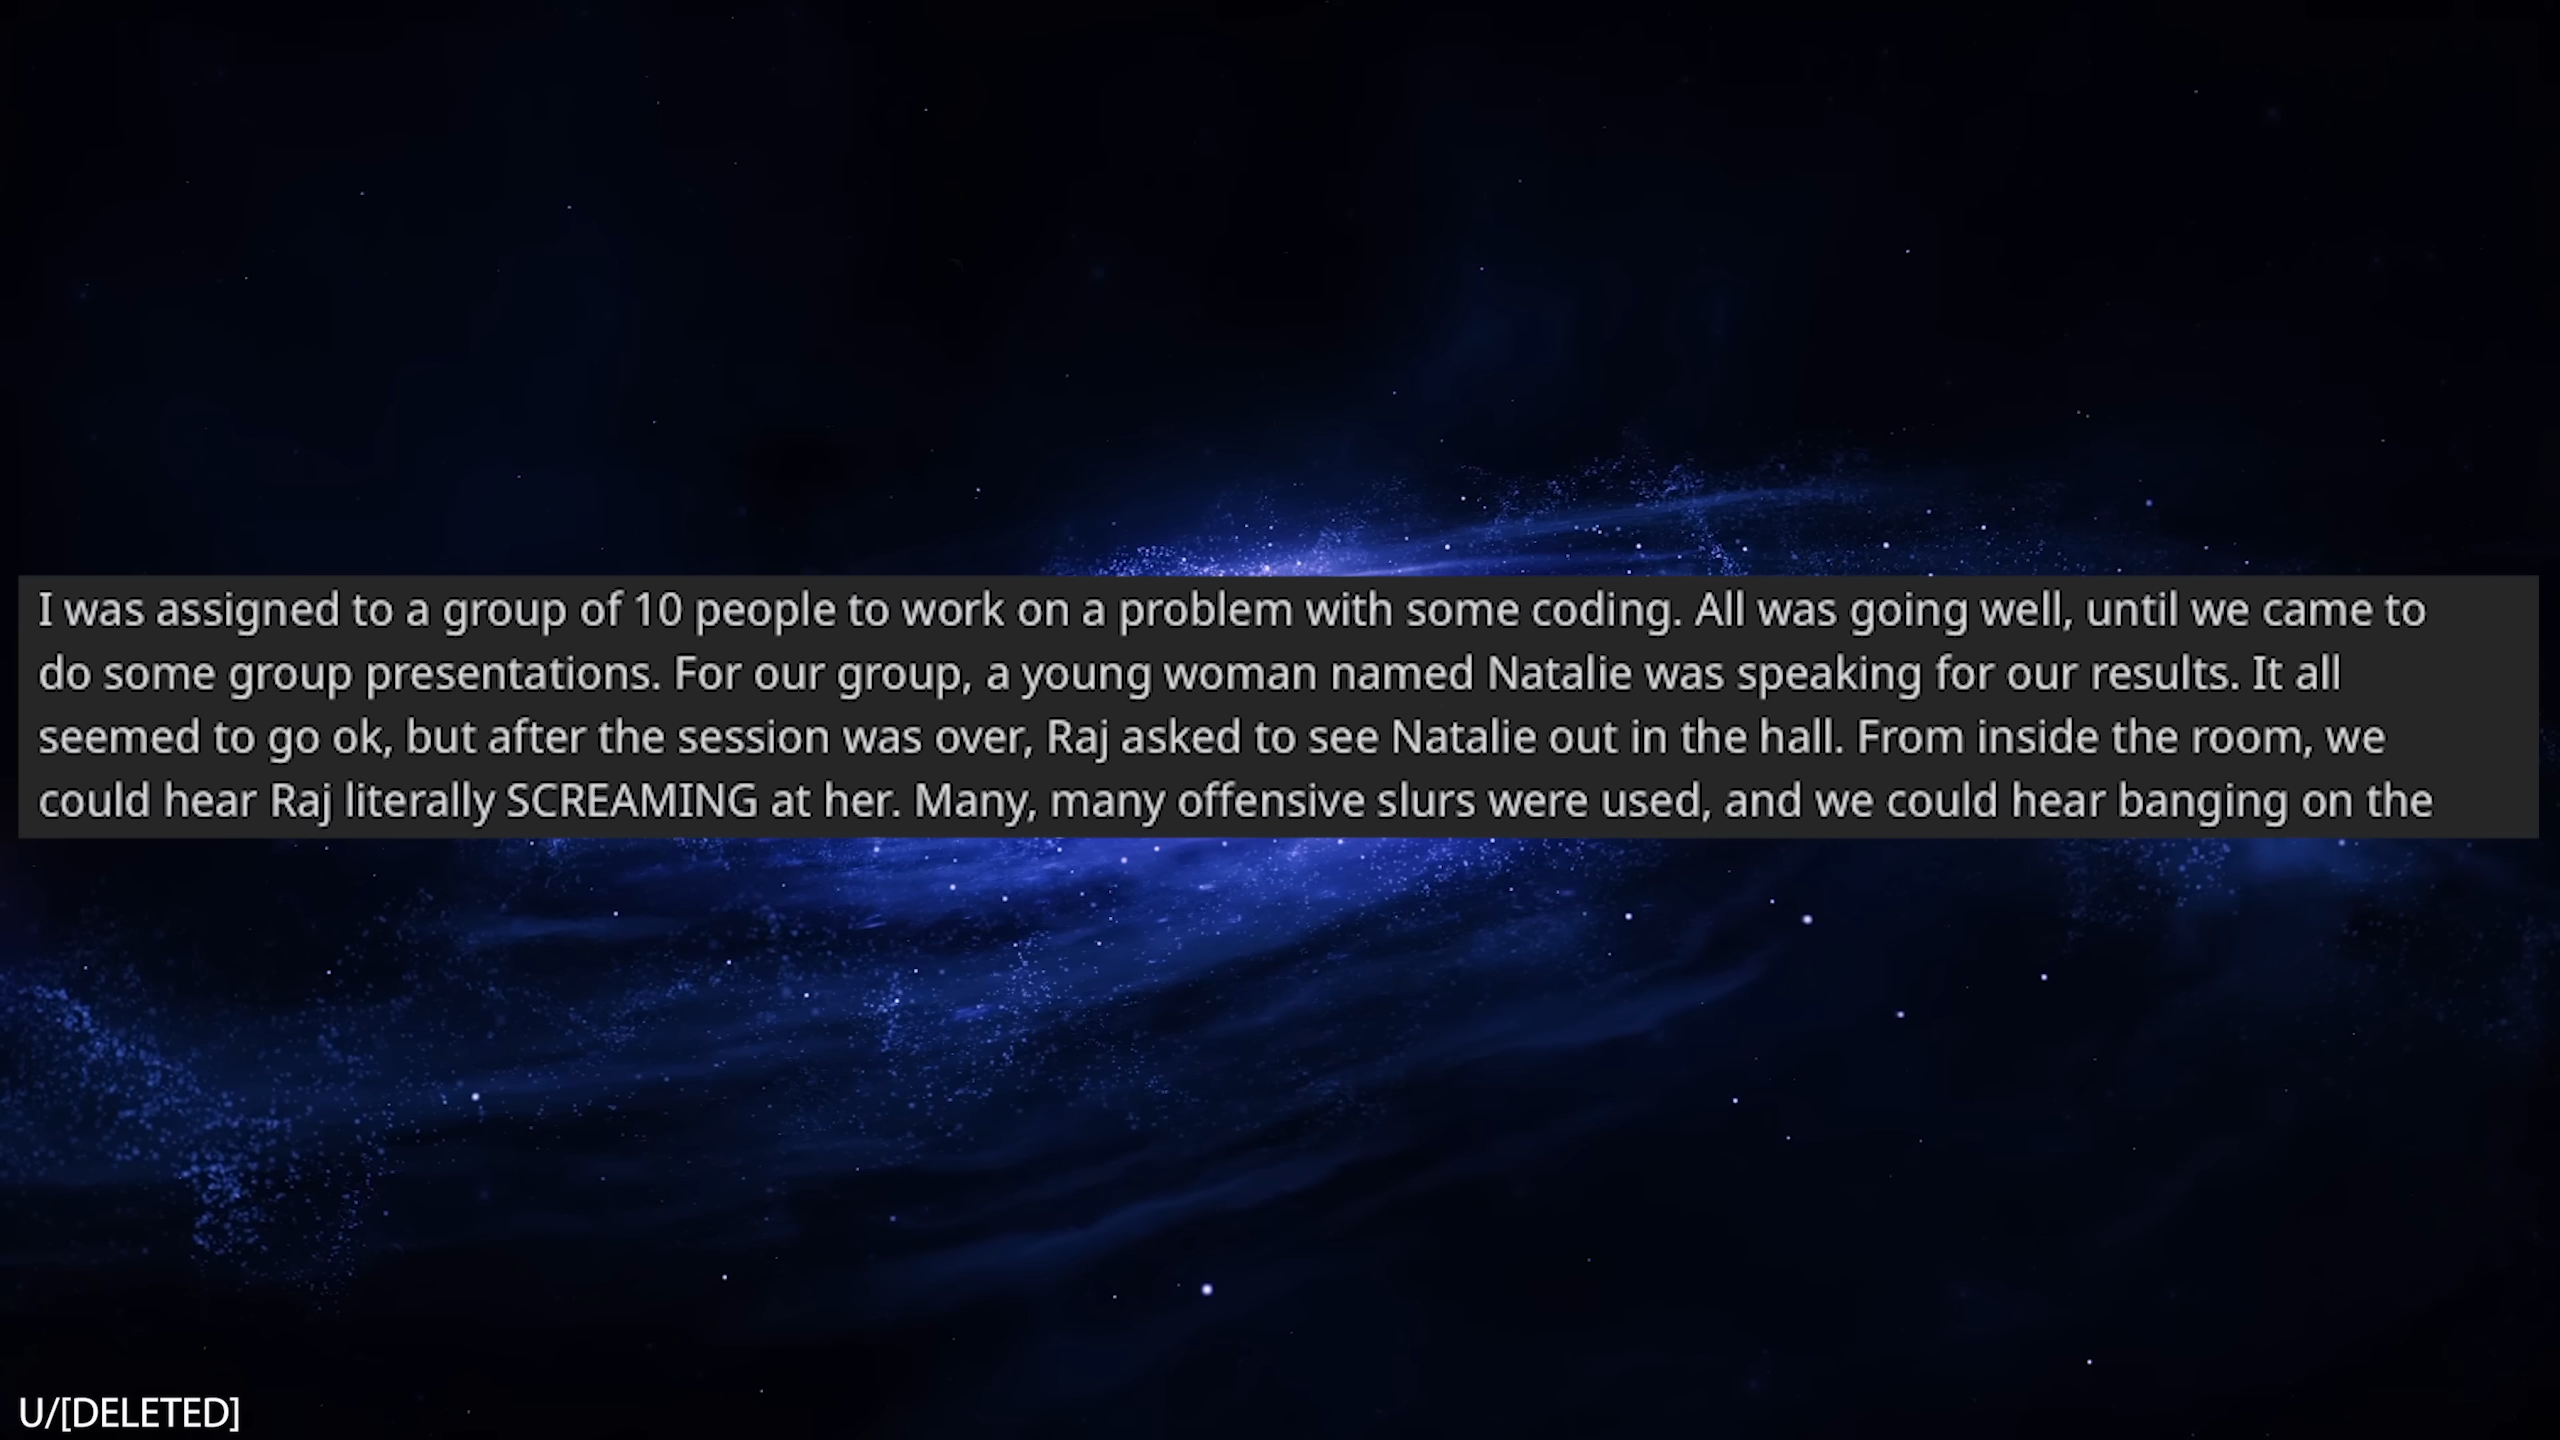 I was assigned to a group of 10 people to work on a problem with some coding. All was going well, until we came to
do some group presentations. For our group, a young woman named Natalie was speaking for our results. It all
seemed to go ok, but after the session was over, Raj asked to see Natalie out in the hall. From inside the room, we
could hear Raj literally SCREAMING at her. Many, many offensive slurs were used, and we could hear banging on the
U/[DELETED]